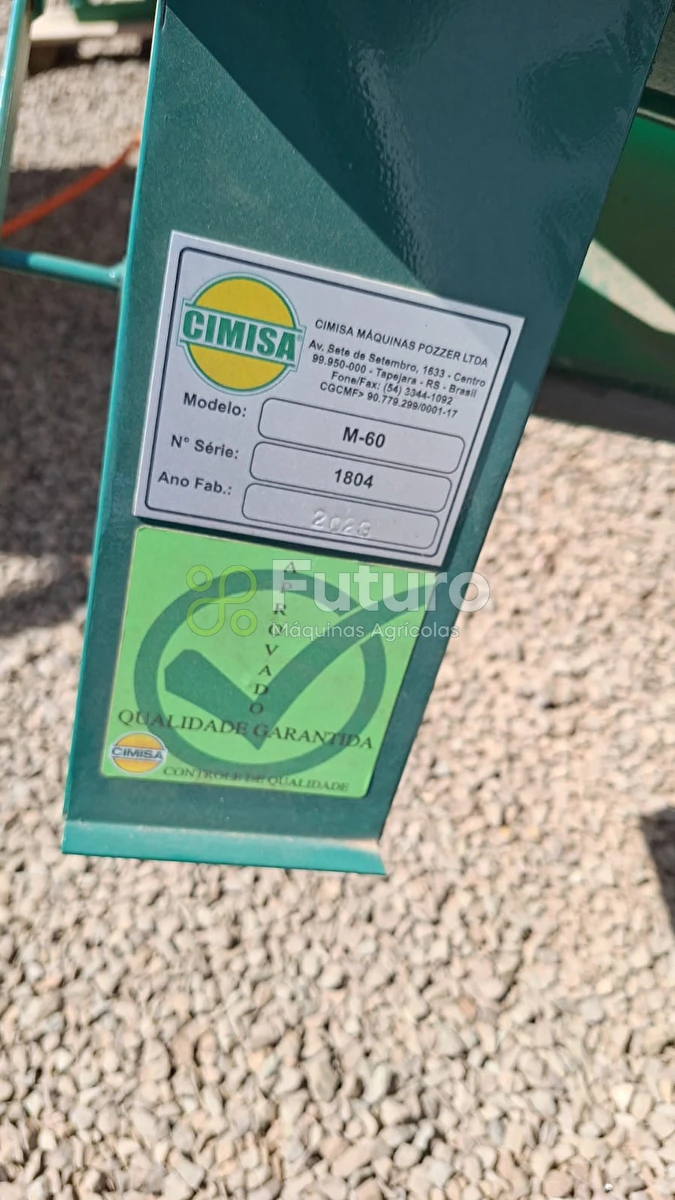 CIMISA
CIMISA MÁQUINAS POZZER LTDA
Av. Sete de Setembro, 1633 - Centro
99.950-000 - Tapejara - RS - Brasil
Fone/Fax: (54) 3344-1092
CGCMF> 90.779.299/0001-17
Modelo: M-60
N° Série: 1804
Ano Fab.:
APROVADO
QUALIDADE GARANTIDA
CIMISA
CONTROLE DE QUALIDADE
Futuro
Máquinas Agrícolas